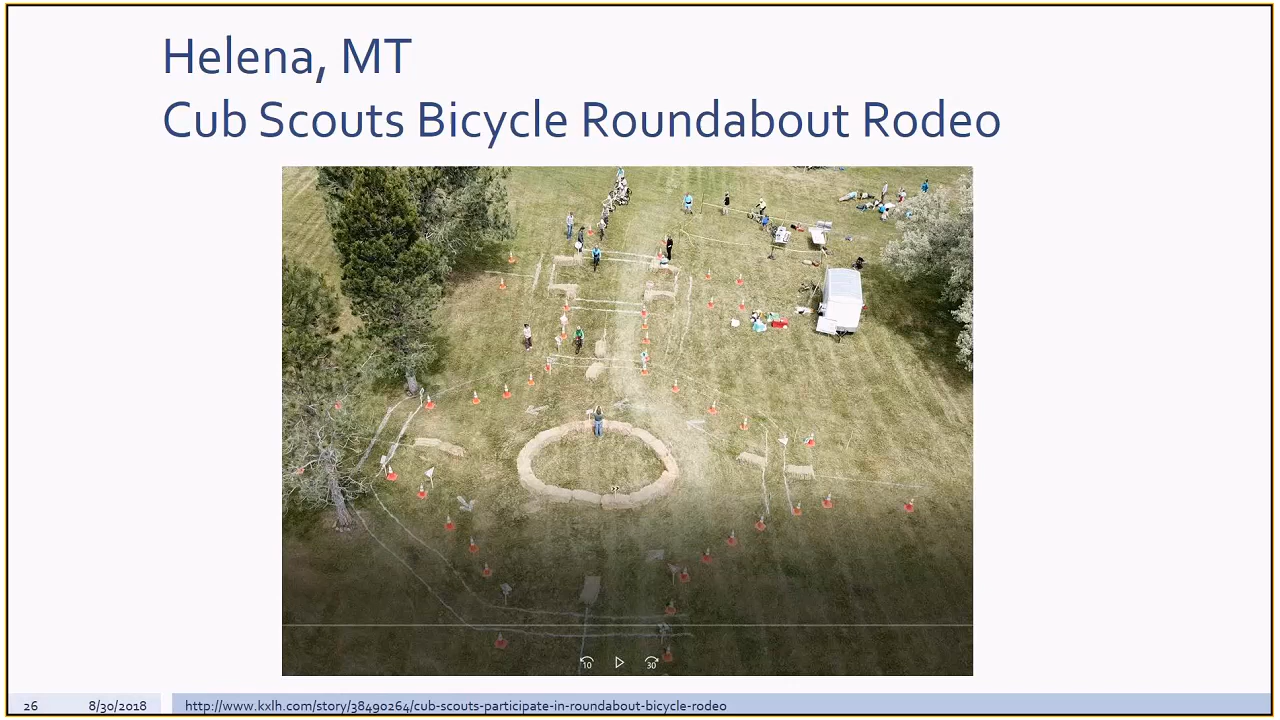 Helena, MT
Cub Scouts Bicycle Roundabout Rodeo
10 30
26 8/30/2018 http://www.kxlh.com/story/38490264/cub-scouts-participate-in-roundabout-bicycle-rodeo